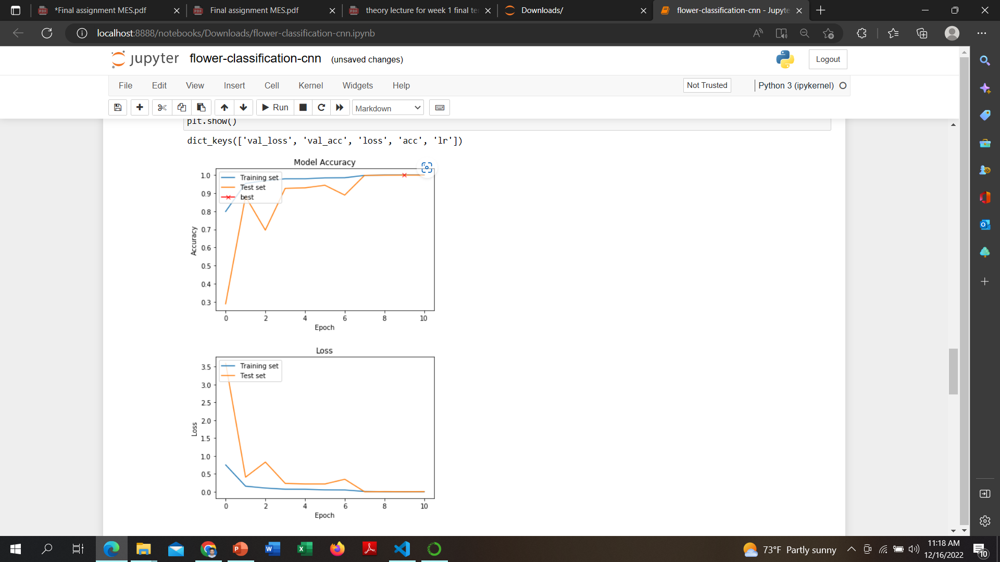 *Final assignment MES.pdf
Final assignment MES.pdf
theory lecture for week 1 final te
Downloads/
flower-classification-cnn - Jupyte
localhost:8888/notebooks/Downloads/flower-classification-cnn.ipynb
jupyter flower-classification-cnn (unsaved changes)
Logout
File Edit View Insert Cell Kernel Widgets Help
Not Trusted
Python 3 (ipykernel)
Run
Markdown
plt.show()
dict_keys(['val_loss', 'val_acc', 'loss', 'acc', 'lr'])
Model Accuracy
Training set
Test set
best
1.0
0.9
0.8
0.7
0.6
0.5
0.4
0.3
Accuracy
0 2 4 6 8 10
Epoch
Loss
Training set
Test set
3.5
3.0
2.5
2.0
1.5
1.0
0.5
0.0
Loss
0 2 4 6 8 10
Epoch
73°F Partly sunny
11:18 AM
12/16/2022
10